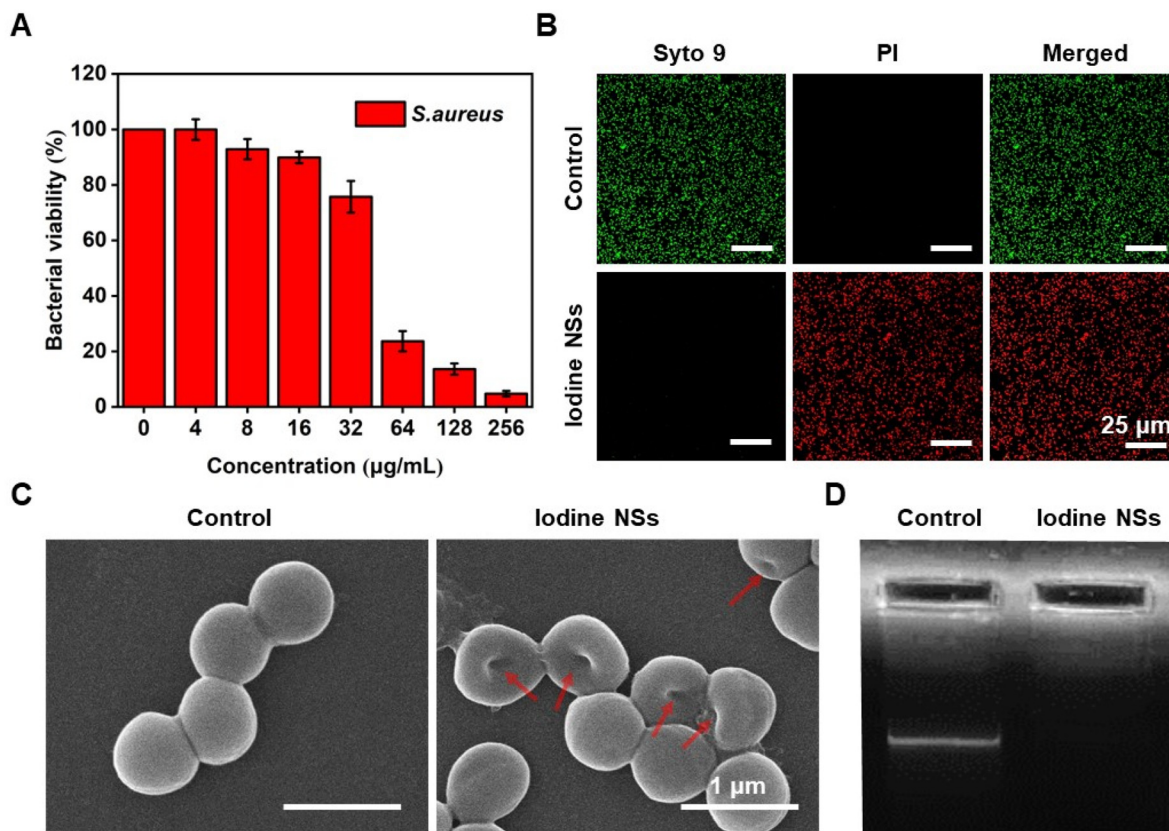 A
Bacterial viability (%)
120
100
80
60
40
20
0
S.aureus
0 4 8 16 32 64 128 256
Concentration (μg/mL)
B
Syto 9 PI Merged
Control
Iodine NSs
25 μm
C
Control Iodine NSs
1 μm
D
Control Iodine NSs